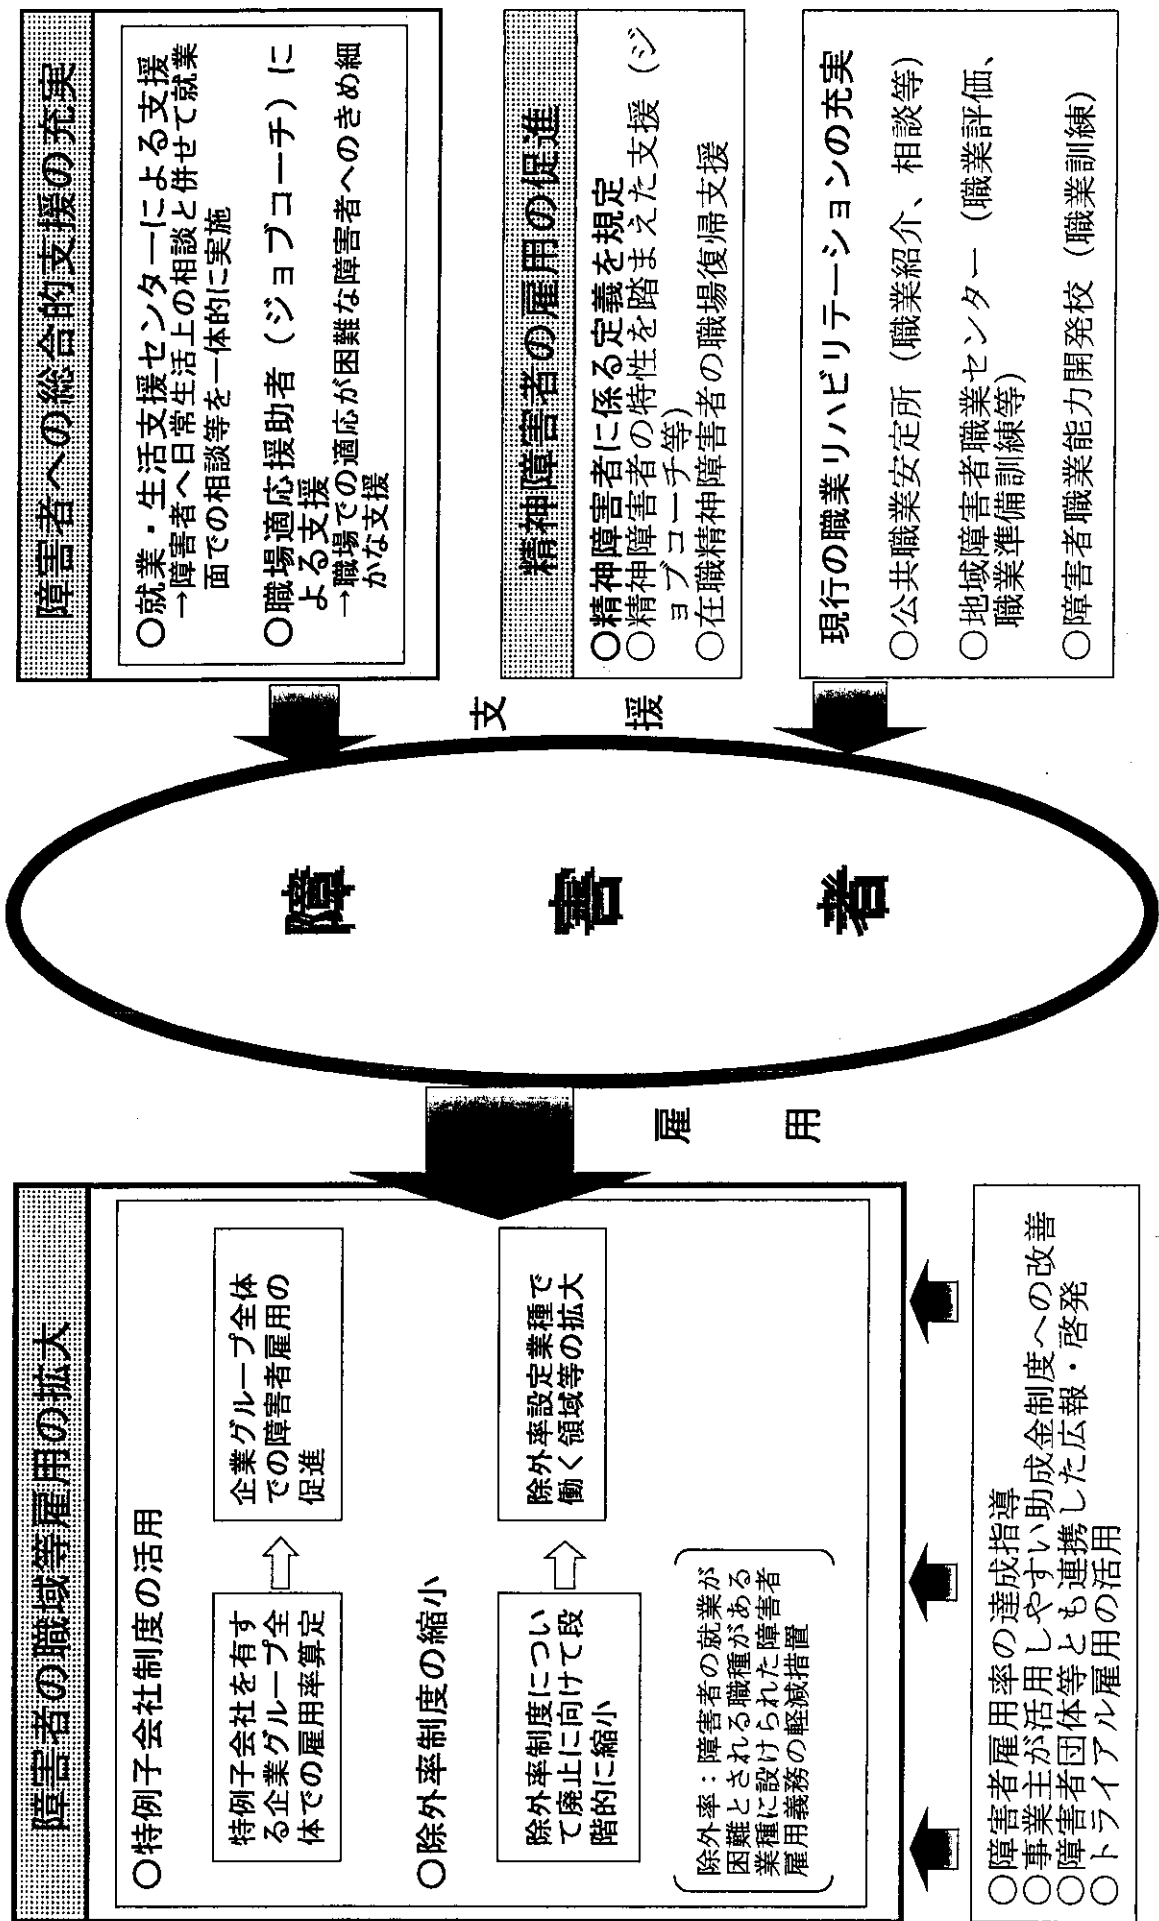 障害者の職域等雇用の拡大
○特例子会社制度の活用
特例子会社を有す
る企業グループ全
体での雇用率算定
企業グループ全体
での障害者雇用の
促進
○除外率制度の縮小
除外率制度につい
て廃止に向けて段
階的に縮小
除外率設定業種で
働く領域等の拡大
除外率：障害者の就業が
困難とされる職種がある
業種に設けられた障害者
雇用義務の軽減措置
○障害者雇用率の達成指導
○事業主が活用しやすい助成金制度への改善
○障害者団体等とも連携した広報・啓発
○トライアル雇用の活用
雇用
障害者
支援
障害者への総合的支援の充実
○就業・生活支援センターによる支援
→障害者へ日常生活上の相談と併せて就業
面での相談等を一体的に実施
○職場適応援助者（ジョブコーチ）に
よる支援
→職場での適応が困難な障害者へのきめ細
かな支援
精神障害者の雇用の促進
○精神障害者に係る定義を規定
○精神障害者の特性を踏まえた支援（ジ
ョブコーチ等）
○在職精神障害者の職場復帰支援
現行の職業リハビリテーションの充実
○公共職業安定所（職業紹介、相談等）
○地域障害者職業センター（職業評価、
職業準備訓練等）
○障害者職業能力開発校（職業訓練）